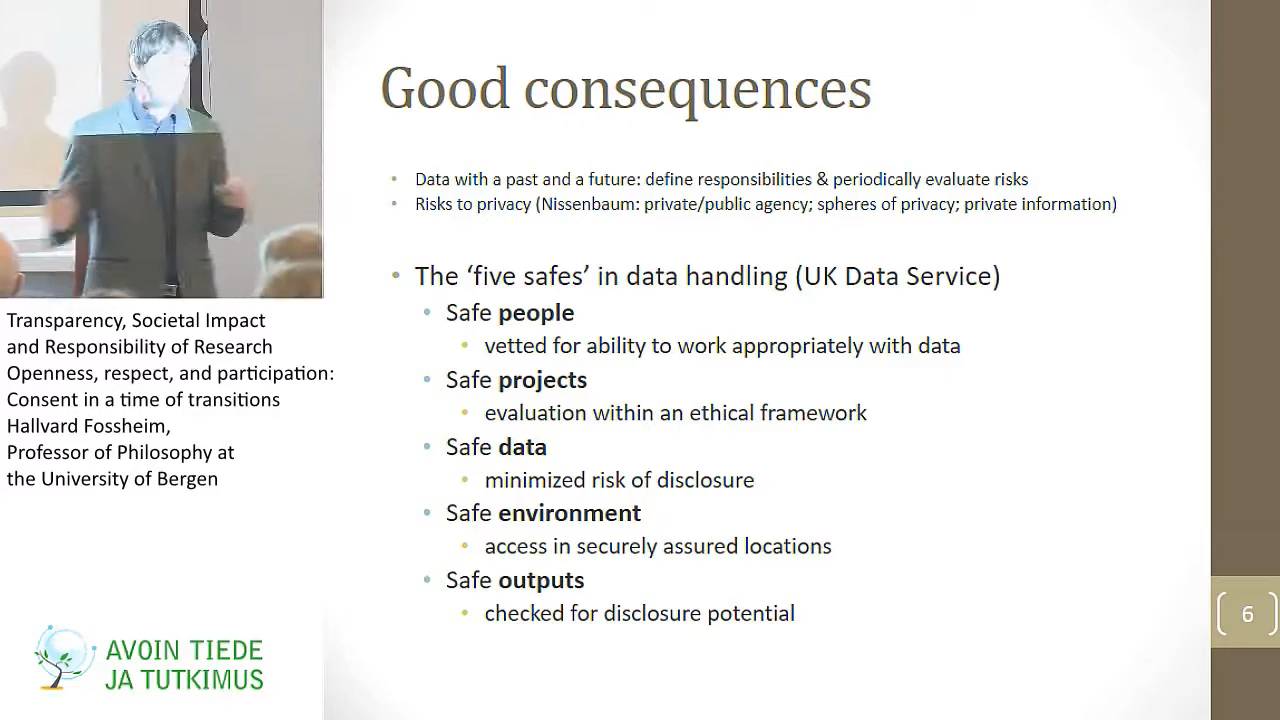 Good consequences
Data with a past and a future: define responsibilities & periodically evaluate risks
Risks to privacy (Nissenbaum: private/public agency; spheres of privacy; private information)
The ‘five safes’ in data handling (UK Data Service)
Safe people
vetted for ability to work appropriately with data
Safe projects
evaluation within an ethical framework
Safe data
minimized risk of disclosure
Safe environment
access in securely assured locations
Safe outputs
checked for disclosure potential
6
Transparency, Societal Impact
and Responsibility of Research
Openness, respect, and participation:
Consent in a time of transitions
Hallvard Fossheim,
Professor of Philosophy at
the University of Bergen
AVOIN TIEDE
JA TUTKIMUS